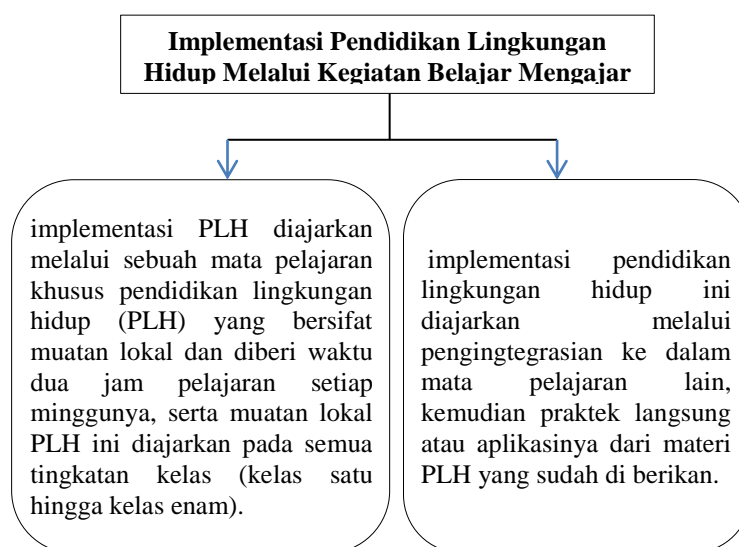 Implementasi Pendidikan Lingkungan
Hidup Melalui Kegiatan Belajar Mengajar
implementasi PLH diajarkan
melalui sebuah mata pelajaran
khusus pendidikan lingkungan
hidup (PLH) yang bersifat
muatan lokal dan diberi waktu
dua jam pelajaran setiap
minggunya, serta muatan lokal
PLH ini diajarkan pada semua
tingkatan kelas (kelas satu
hingga kelas enam).
implementasi pendidikan
lingkungan hidup ini
diajarkan melalui
pengingtegrasian ke dalam
mata pelajaran lain,
kemudian praktek langsung
atau aplikasinya dari materi
PLH yang sudah di berikan.